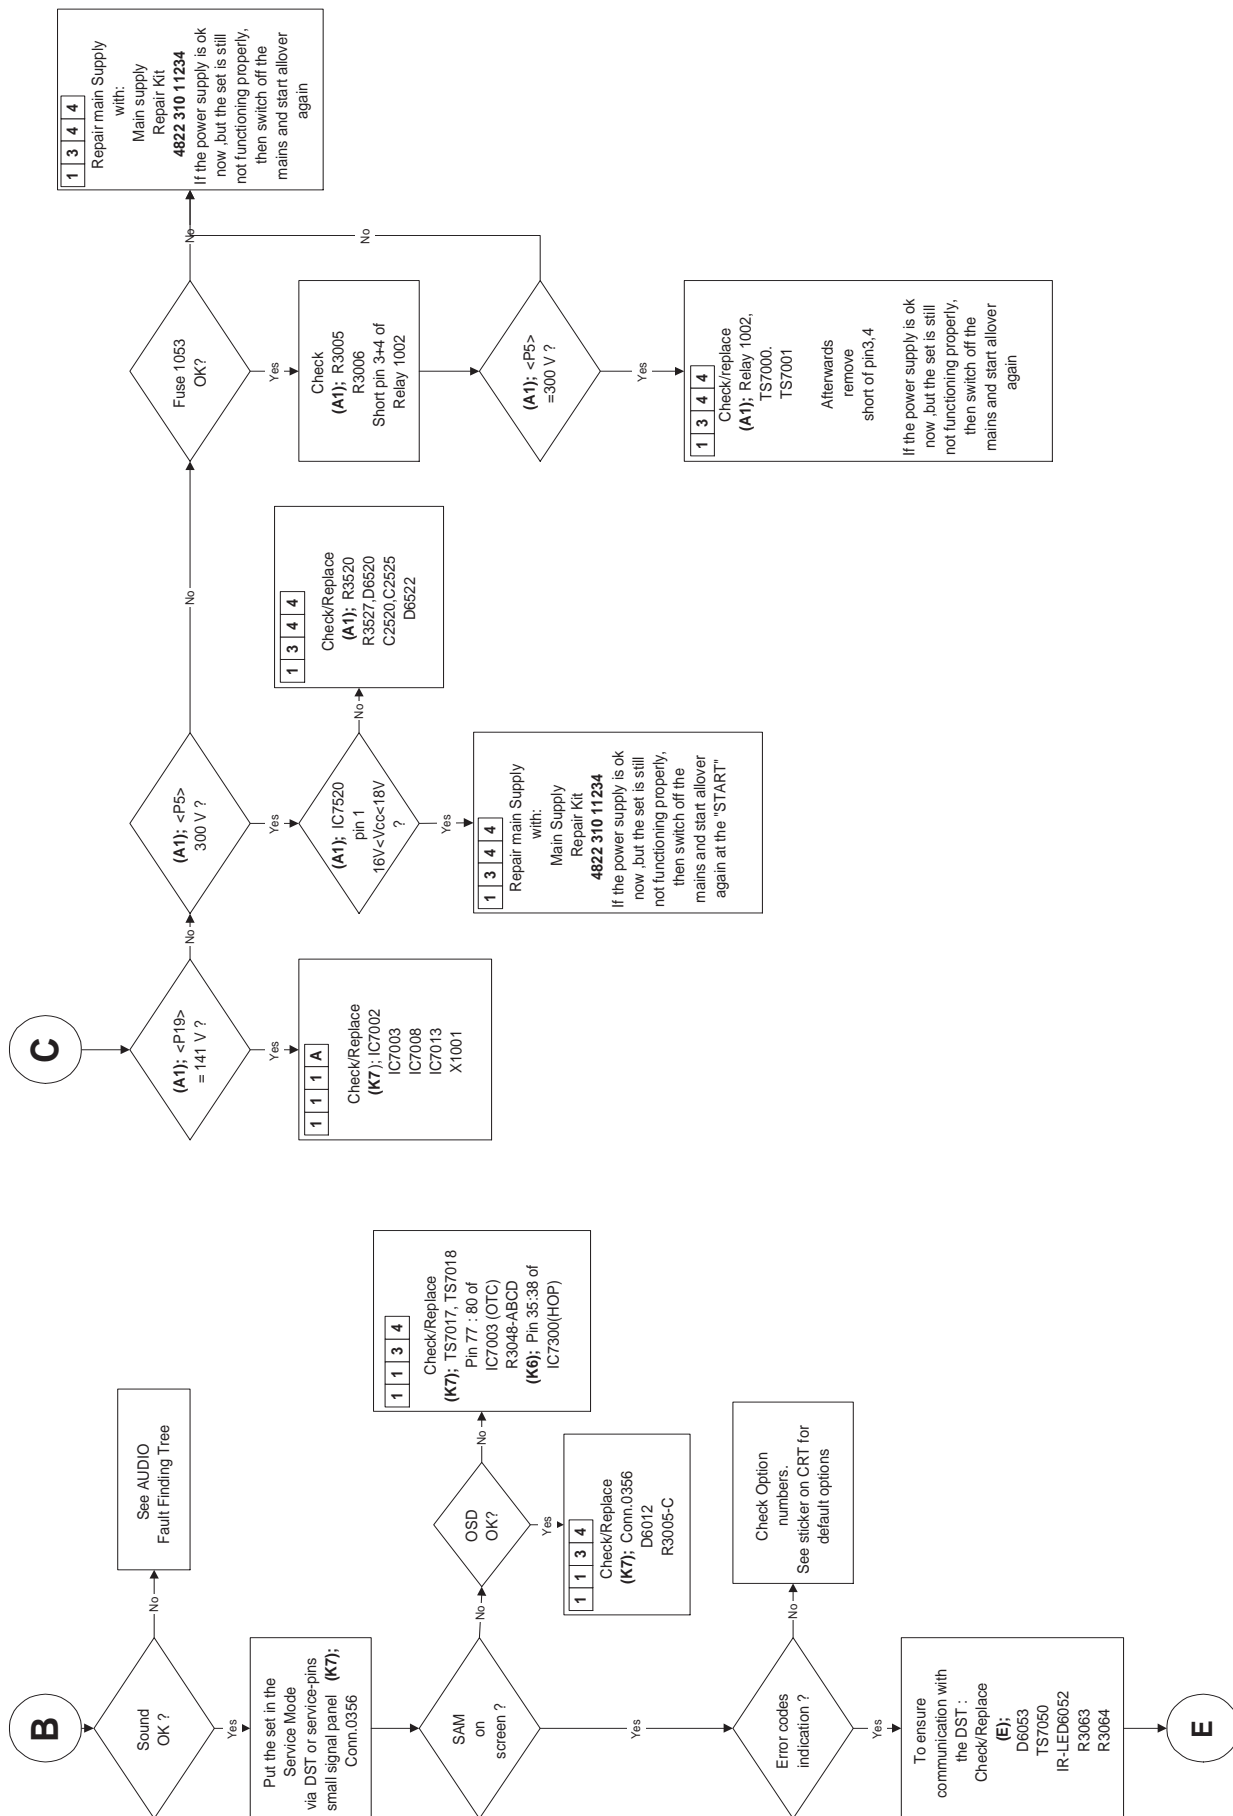 B
Sound
OK ?
No
See AUDIO
Fault Finding Tree
Yes
Put the set in the
Service Mode
via DST or service-pins
small signal panel (K7);
Conn.0356
SAM
on
screen ?
No
OSD
OK?
No
1 1 3 4
Check/Replace
(K7); TS7017, TS7018
Pin 77 : 80 of
IC7003 (OTC)
R3048-ABCD
(K6); Pin 35:38 of
IC7300(HOP)
Yes
1 1 3 4
Check/Replace
(K7); Conn.0356
D6012
R3005-C
Yes
Error codes
indication ?
No
Check Option
numbers.
See sticker on CRT for
default options
Yes
To ensure
communication with
the DST :
Check/Replace
(E);
D6053
TS7050
IR-LED6052
R3063
R3064
E
C
(A1); <P19>
= 141 V ?
Yes
1 1 1 A
Check/Replace
(K7); IC7002
IC7003
IC7008
IC7013
X1001
No
(A1); <P5>
300 V ?
Yes
(A1); IC7520
pin 1
16V<Vcc<18V
?
No
1 3 4 4
Check/Replace
(A1); R3520
R3527,D6520
C2520,C2525
D6522
Yes
1 3 4 4
Repair main Supply
with:
Main Supply
Repair Kit
4822 310 11234
If the power supply is ok
now ,but the set is still
not functioning properly,
then switch off the
mains and start allover
again at the "START"
No
Fuse 1053
OK?
No
1 3 4 4
Repair main Supply
with:
Main supply
Repair Kit
4822 310 11234
If the power supply is ok
now ,but the set is still
not functioning properly,
then switch off the
mains and start allover
again
Yes
Check
(A1); R3005
R3006
Short pin 3+4 of
Relay 1002
(A1); <P5>
=300 V ?
No
Yes
1 3 4 4
Check/replace
(A1); Relay 1002,
TS7000.
TS7001
Afterwards
remove
short of pin3,4
If the power supply is ok
now ,but the set is still
not functioning properly,
then switch off the
mains and start allover
again